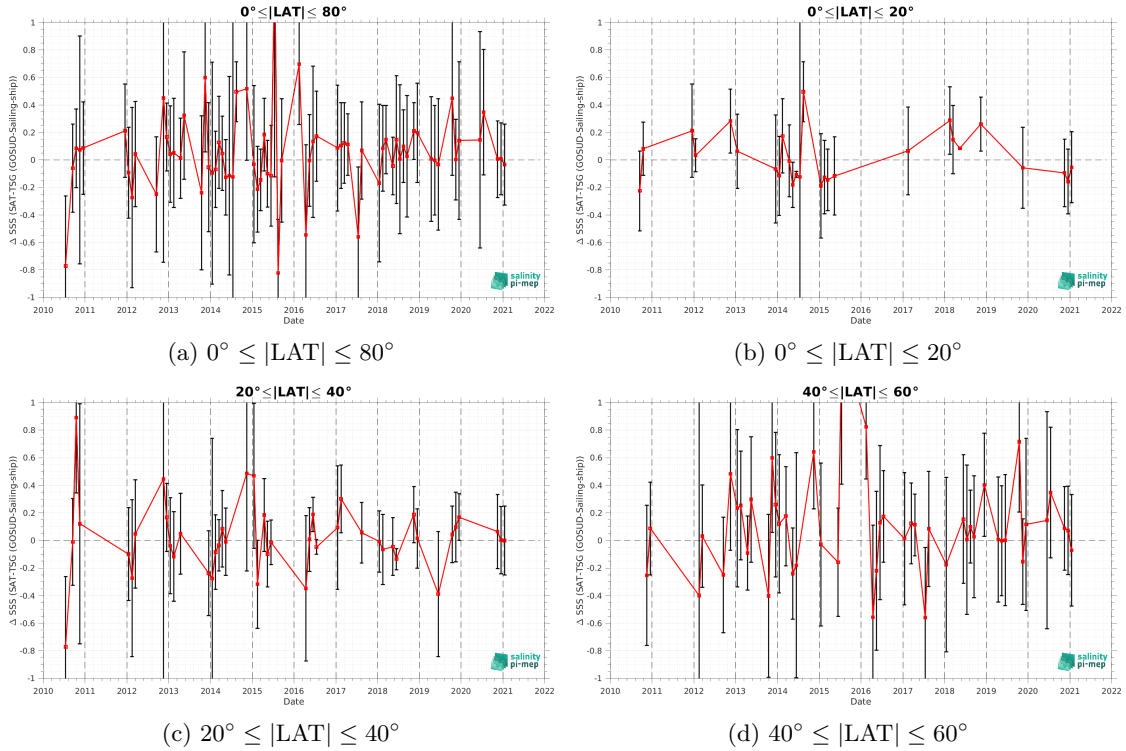 0°≤|LAT|≤ 80°
Δ SSS (SAT-TSG (GOSUD-Sailing-ship))
1
0.8
0.6
0.4
0.2
0
-0.2
-0.4
-0.6
-0.8
-1
salinity
pi-mep
2010 2011 2012 2013 2014 2015 2016 2017 2018 2019 2020 2021 2022
Date
(a) 0° ≤ |LAT| ≤ 80°
0°≤|LAT|≤ 20°
Δ SSS (SAT-TSG (GOSUD-Sailing-ship))
1
0.8
0.6
0.4
0.2
0
-0.2
-0.4
-0.6
-0.8
-1
salinity
pi-mep
2010 2011 2012 2013 2014 2015 2016 2017 2018 2019 2020 2021 2022
Date
(b) 0° ≤ |LAT| ≤ 20°
20°≤|LAT|≤ 40°
Δ SSS (SAT-TSG (GOSUD-Sailing-ship))
1
0.8
0.6
0.4
0.2
0
-0.2
-0.4
-0.6
-0.8
-1
salinity
pi-mep
2010 2011 2012 2013 2014 2015 2016 2017 2018 2019 2020 2021 2022
Date
(c) 20° ≤ |LAT| ≤ 40°
40°≤|LAT|≤ 60°
Δ SSS (SAT-TSG (GOSUD-Sailing-ship))
1
0.8
0.6
0.4
0.2
0
-0.2
-0.4
-0.6
-0.8
-1
salinity
pi-mep
2010 2011 2012 2013 2014 2015 2016 2017 2018 2019 2020 2021 2022
Date
(d) 40° ≤ |LAT| ≤ 60°